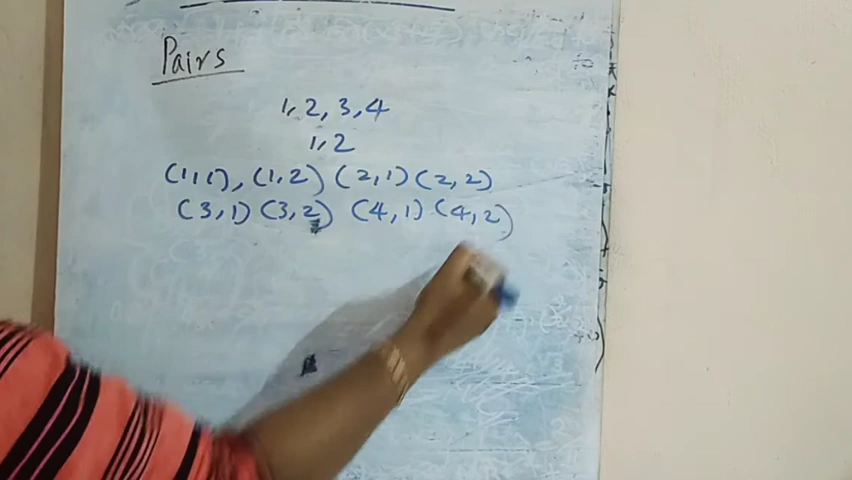 Pairs
1, 2, 3, 4
1, 2
(1,1), (1,2) (2,1) (2,2)
(3,1) (3,2) (4,1) (4,2)